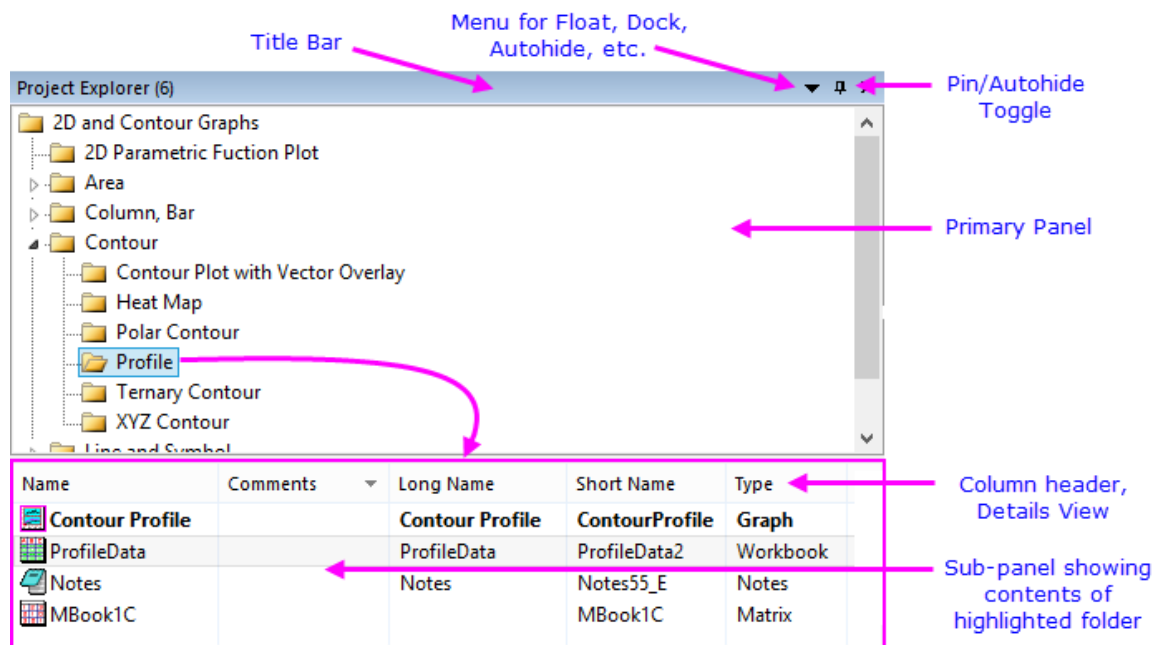 Menu for Float, Dock,
Title Bar
Autohide, etc.
Project Explorer (6)
Pin/Autohide
Toggle
2D and Contour Graphs
2D Parametric Fuction Plot
Area
Column, Bar
Primary Panel
Contour
Contour Plot with Vector Overlay
Heat Map
Polar Contour
Profile
Ternary Contour
XYZ Contour
Line and Symbol
Name Comments Long Name Short Name Type
Column header,
Details View
Contour Profile Contour Profile ContourProfile Graph
ProfileData ProfileData ProfileData2 Workbook
Sub-panel showing
contents of
highlighted folder
Notes Notes Notes55_E Notes
MBook1C MBook1C Matrix